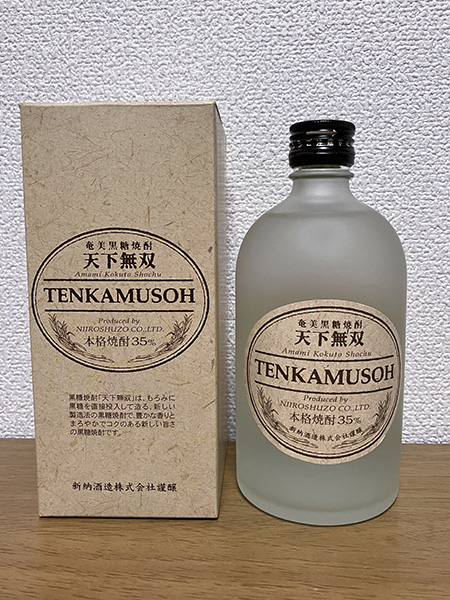 奄美黒糖焼酎
天下無双
Amami Kokuto Shochu
TENKAMUSOH
Produced by
NIIROSHUZO CO.,LTD.
本格焼酎35%
黒糖焼酎「天下無双」は、もろみに
黒糖を直接投入して造る、新しい
製造法の黒糖焼酎で、豊かな香りと
まろやかでコクのある新しい旨さ
の黒糖焼酎です。
新納酒造株式会社謹醸
奄美黒糖焼酎
天下無双
Amami Kokuto Shochu
TENKAMUSOH
Produced by
NIIROSHUZO CO.,LTD.
本格焼酎35%
新納酒造株式会社謹醸